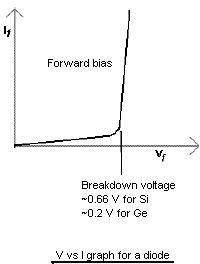 If
Forward bias
Vf
Breakdown voltage
~0.66 V for Si
~0.2 V for Ge
V vs I graph for a diode